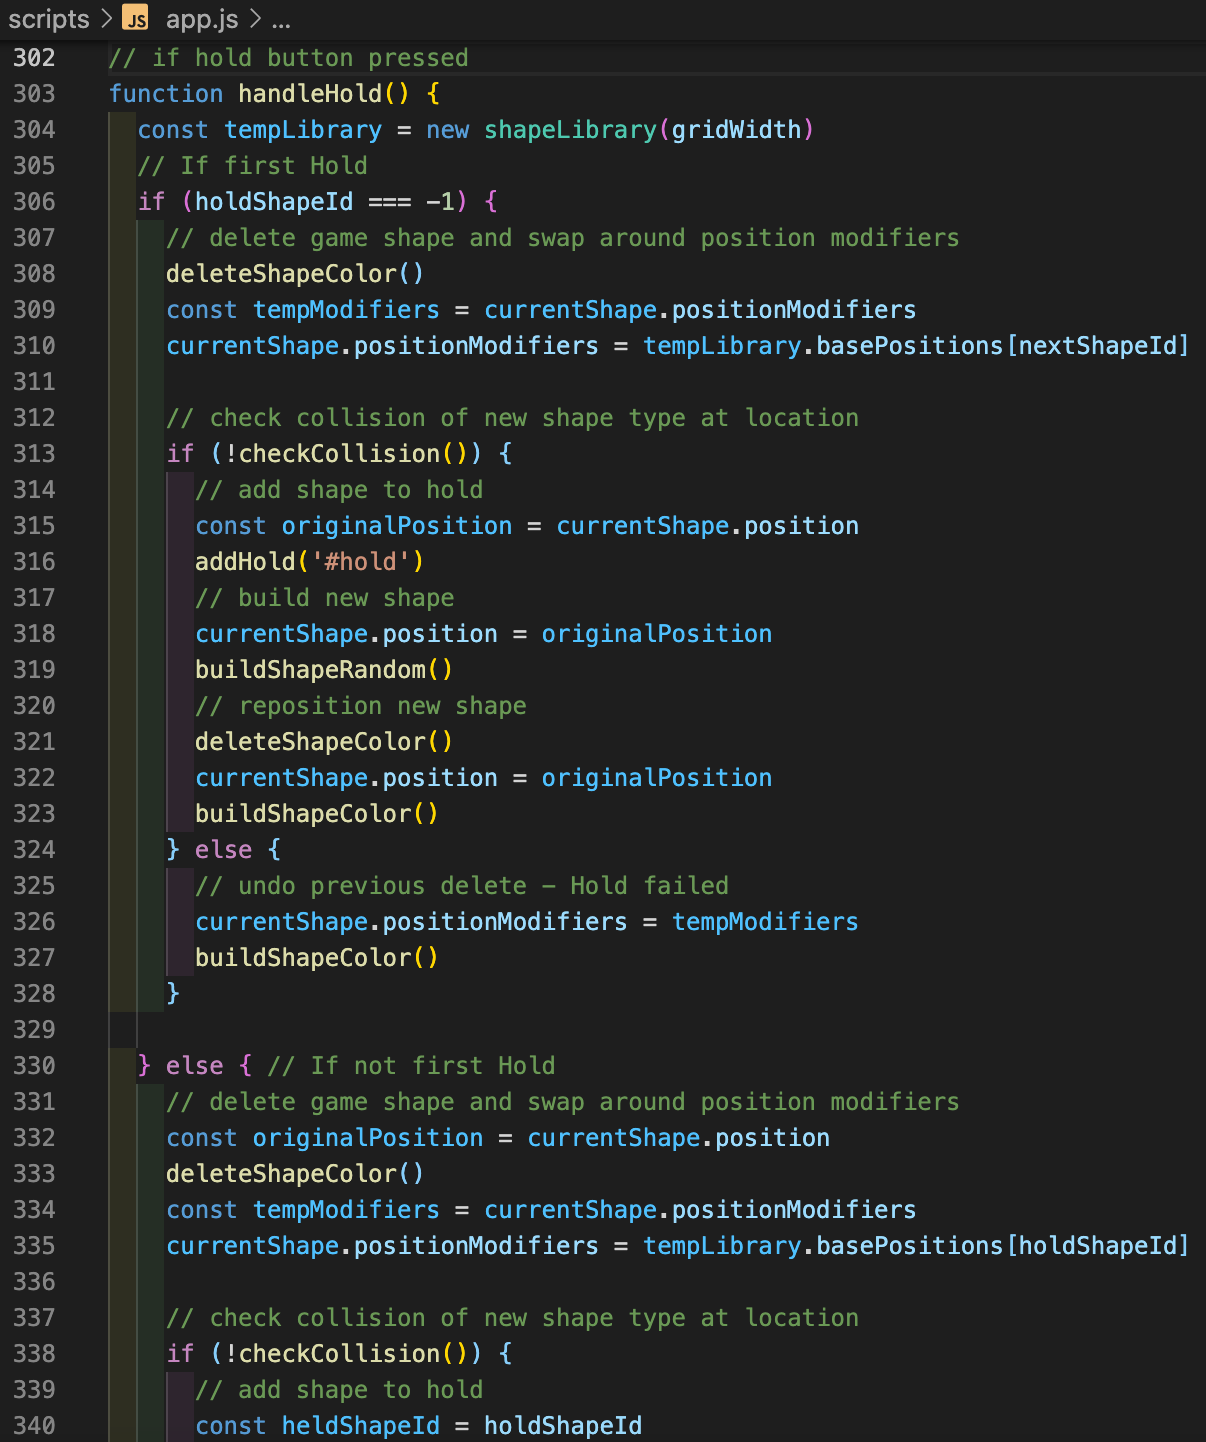 scripts > JS app.js > ...
302 // if hold button pressed
303 function handleHold() {
304   const tempLibrary = new shapeLibrary(gridWidth)
305   // If first Hold
306   if (holdShapeId === -1) {
307     // delete game shape and swap around position modifiers
308     deleteShapeColor()
309     const tempModifiers = currentShape.positionModifiers
310     currentShape.positionModifiers = tempLibrary.basePositions[nextShapeId]
311
312     // check collision of new shape type at location
313     if (!checkCollision()) {
314       // add shape to hold
315       const originalPosition = currentShape.position
316       addHold('#hold')
317       // build new shape
318       currentShape.position = originalPosition
319       buildShapeRandom()
320       // reposition new shape
321       deleteShapeColor()
322       currentShape.position = originalPosition
323       buildShapeColor()
324     } else {
325       // undo previous delete – Hold failed
326       currentShape.positionModifiers = tempModifiers
327       buildShapeColor()
328     }
329
330   } else { // If not first Hold
331     // delete game shape and swap around position modifiers
332     const originalPosition = currentShape.position
333     deleteShapeColor()
334     const tempModifiers = currentShape.positionModifiers
335     currentShape.positionModifiers = tempLibrary.basePositions[holdShapeId]
336
337     // check collision of new shape type at location
338     if (!checkCollision()) {
339       // add shape to hold
340       const heldShapeId = holdShapeId